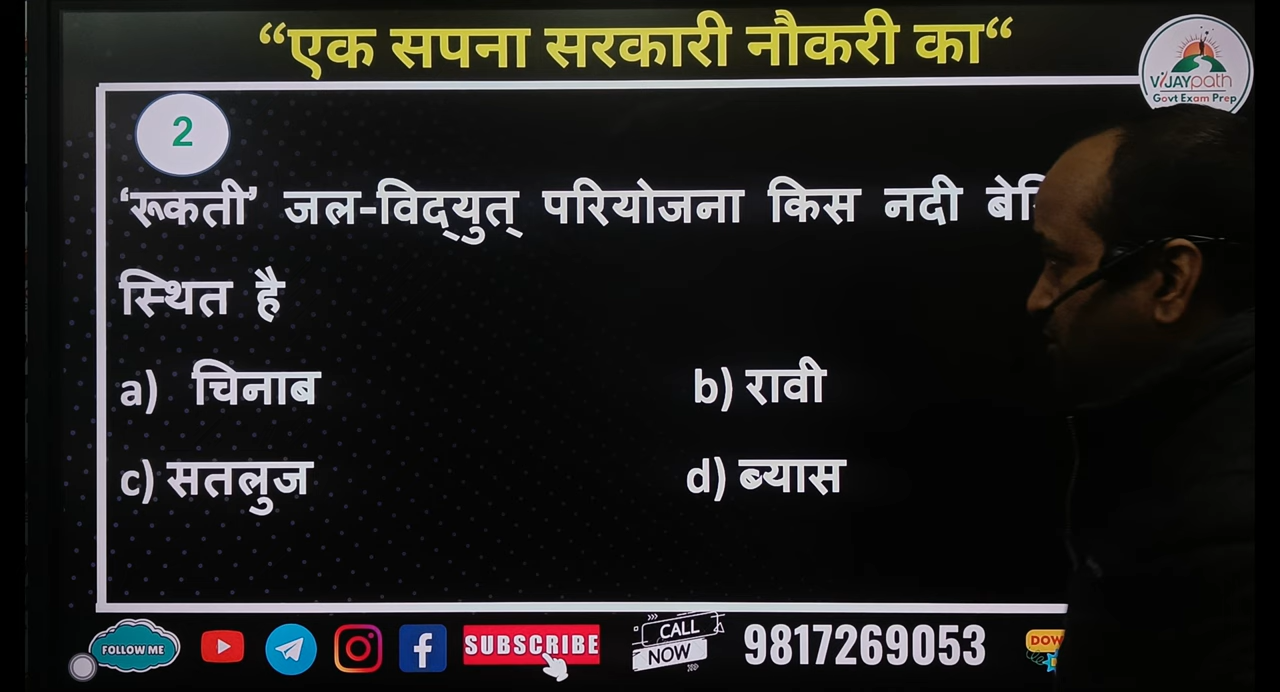 “एक सपना सरकारी नौकरी का“
VIJAYpath
Govt Exam Prep
2
‘रूकती’ जल-विद्युत् परियोजना किस नदी
स्थित है
a) चिनाब
b) रावी
c) सतलुज
d) ब्यास
FOLLOW ME
SUBSCRIBE
CALL
NOW
9817269053